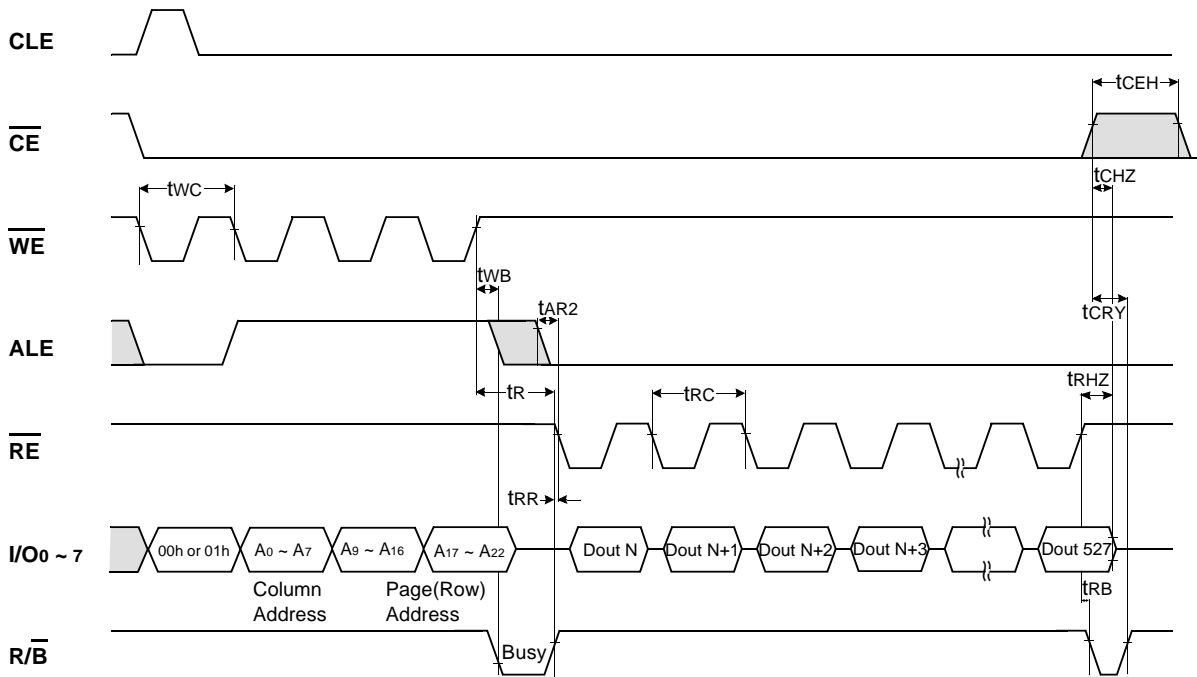 CLE
tCEH
CE
tCHZ
tWC
WE
tWB
tCRY
tAR2
ALE
tRHZ
tR
tRC
RE
tRR
I/O0 ~ 7
00h or 01h
A0 ~ A7
A9 ~ A16
A17 ~ A22
Dout N
Dout N+1
Dout N+2
Dout N+3
Dout 527
Column
Address
Page(Row)
Address
tRB
R/B
Busy